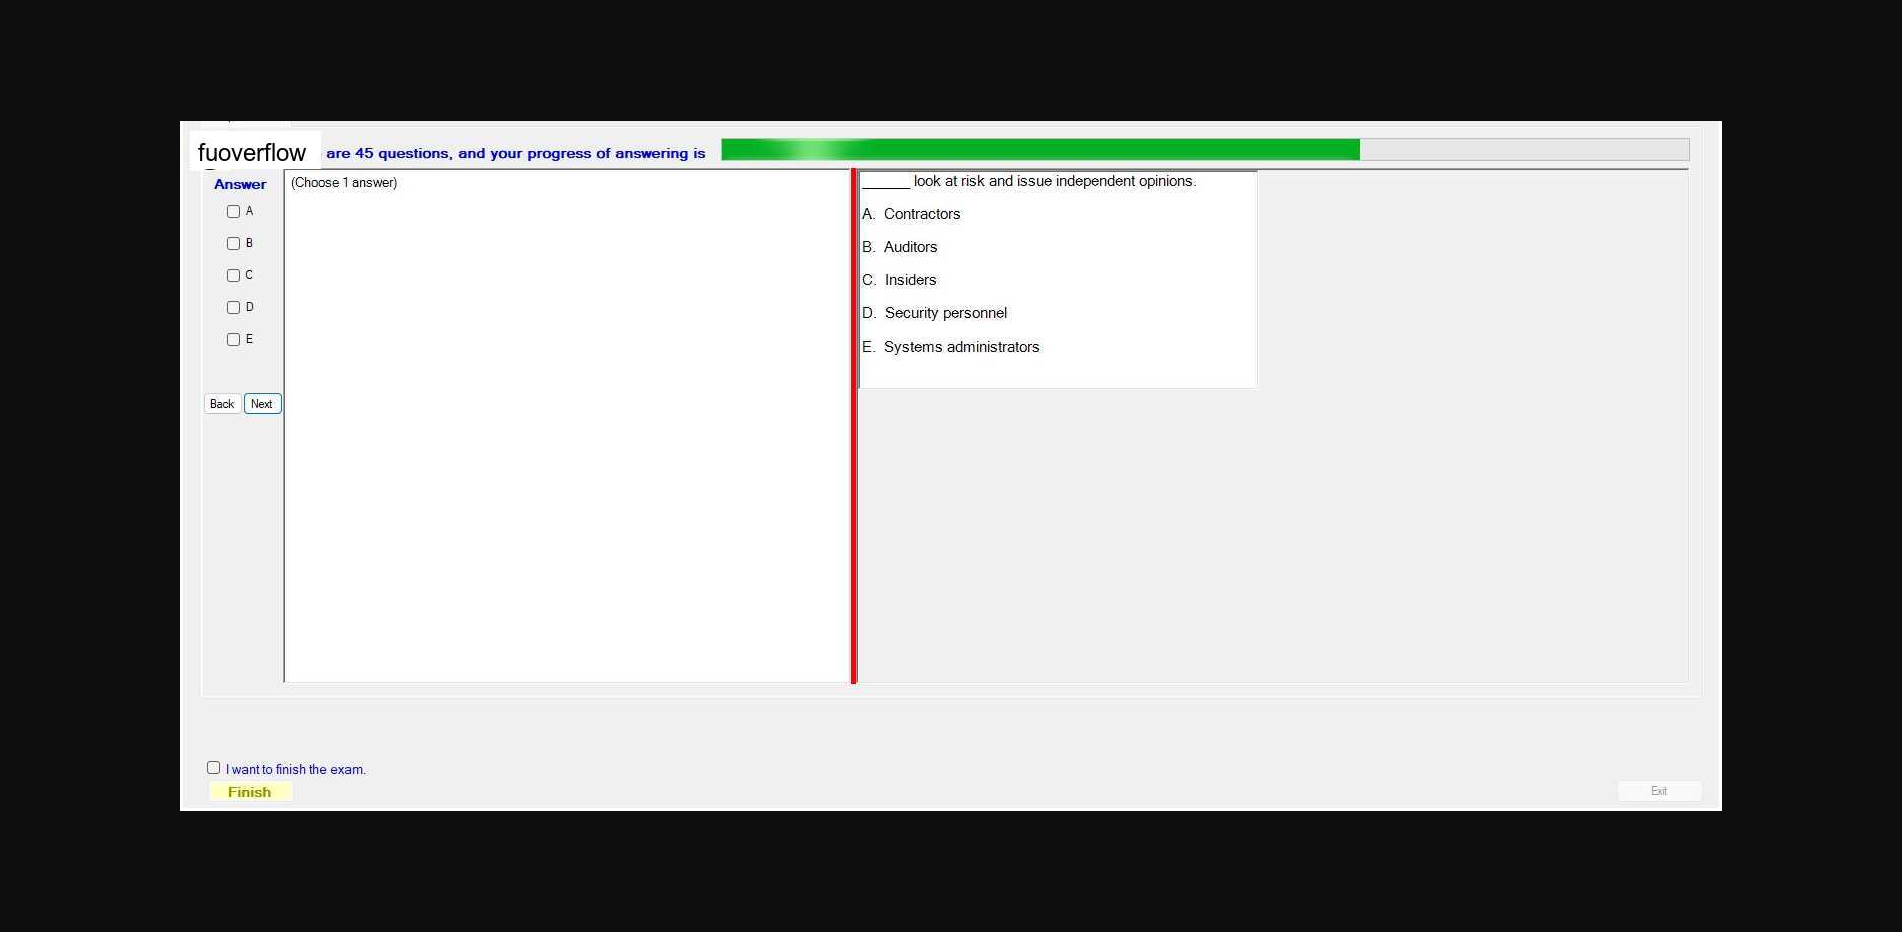 fuoverflow are 45 questions, and your progress of answering is
Answer
(Choose 1 answer)
A
B
C
D
E
Back Next
______ look at risk and issue independent opinions.
A. Contractors
B. Auditors
C. Insiders
D. Security personnel
E. Systems administrators
I want to finish the exam.
Finish
Exit